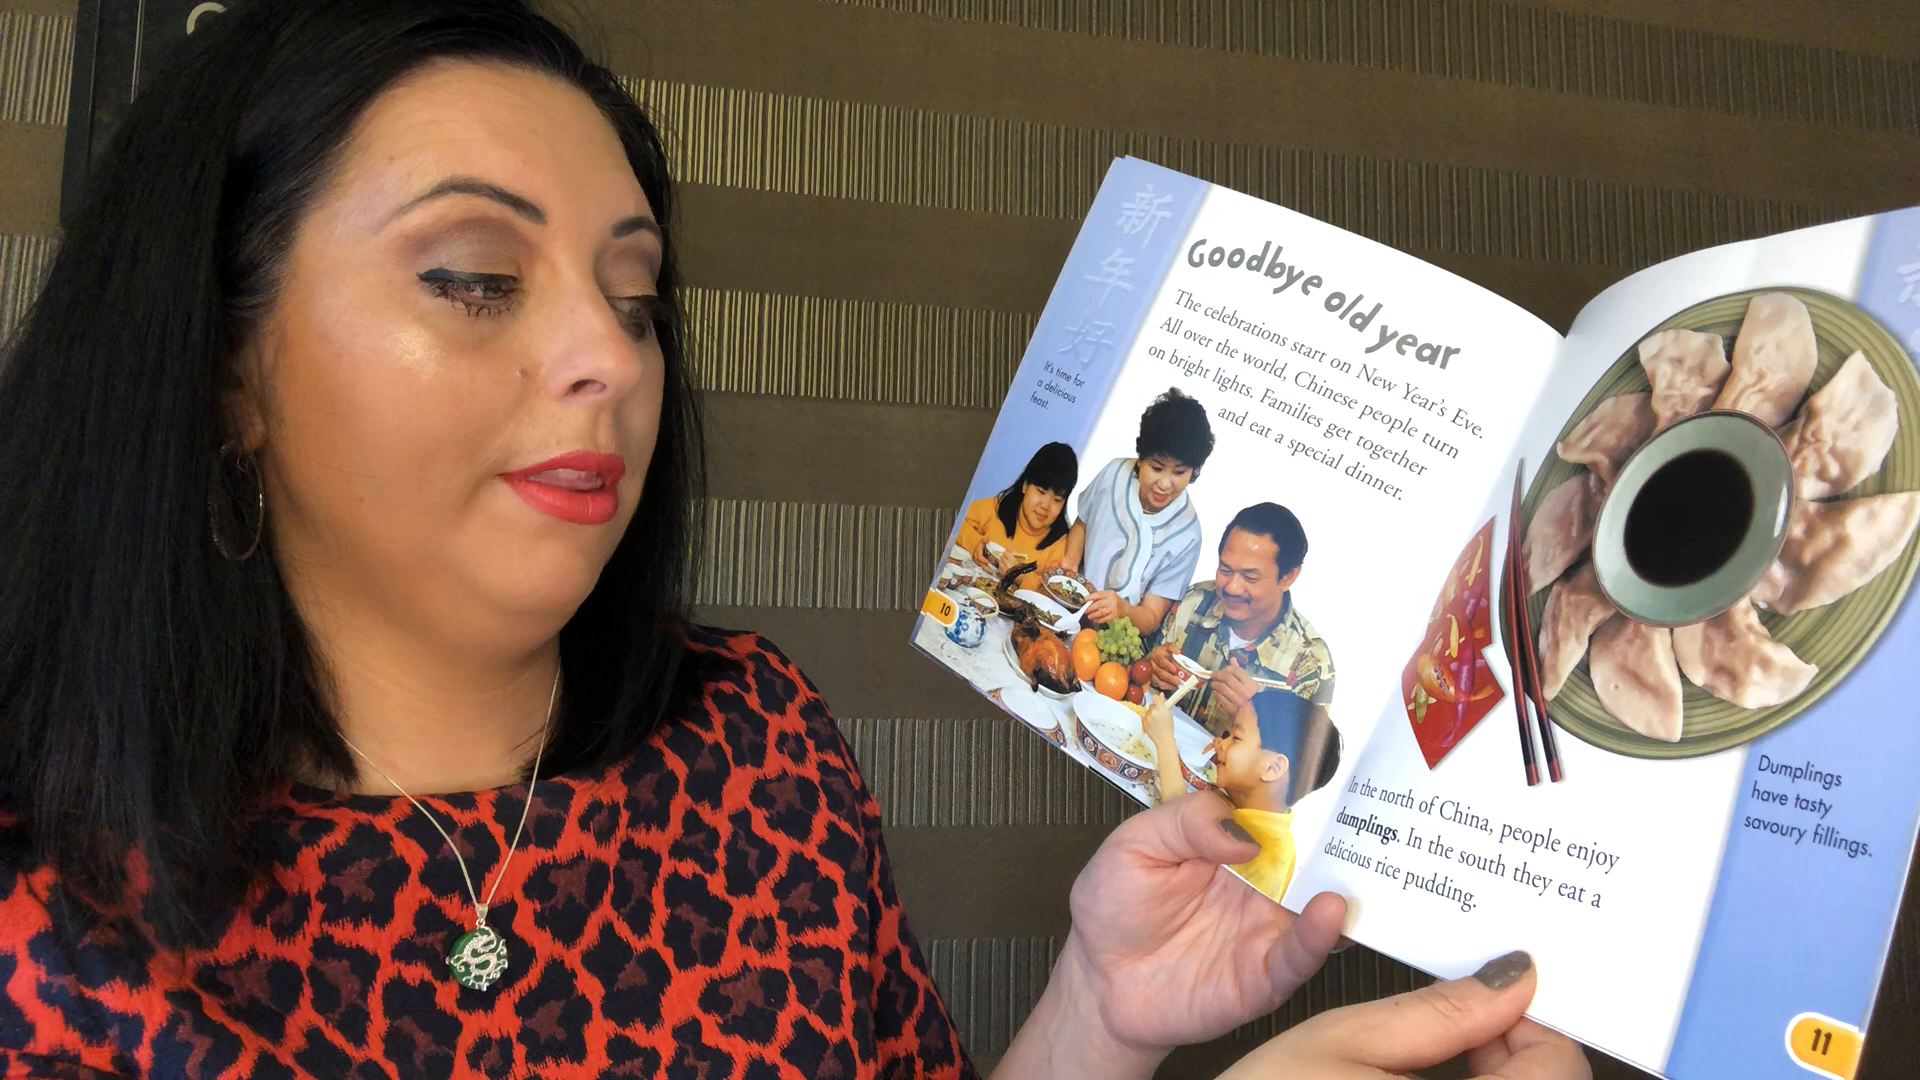 新
年
好
Goodbye old year
The celebrations start on New Year's Eve.
All over the world, Chinese people turn
on bright lights. Families get together
and eat a special dinner.
It's time for
a delicious
feast.
10
In the north of China, people enjoy
dumplings. In the south they eat a
delicious rice pudding.
Dumplings
have tasty
savoury fillings.
11